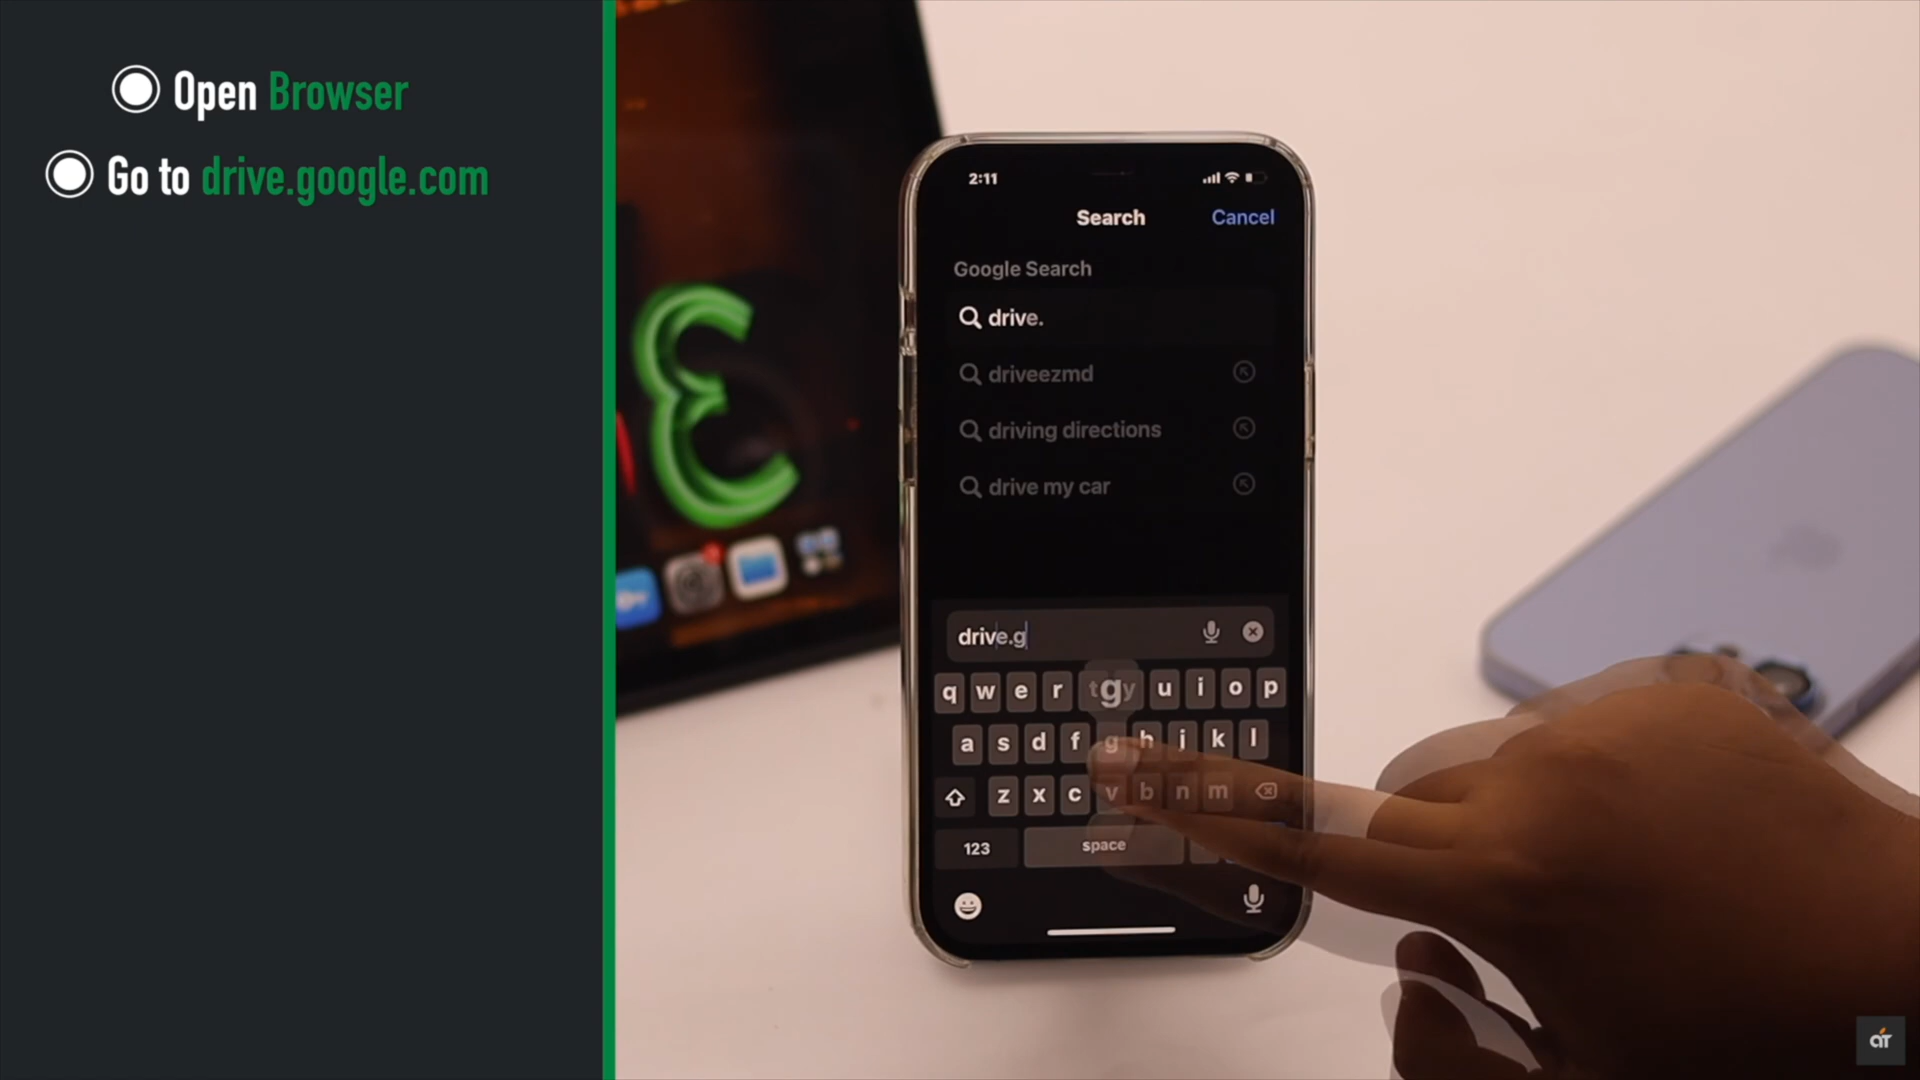 Open Browser
Go to drive.google.com
2:11
Search
Cancel
Google Search
drive.
driveezmd
driving directions
drive my car
drive.g
q w e r t g y u i o p
a s d f g h j k l
z x c v b n m
123
space
aT